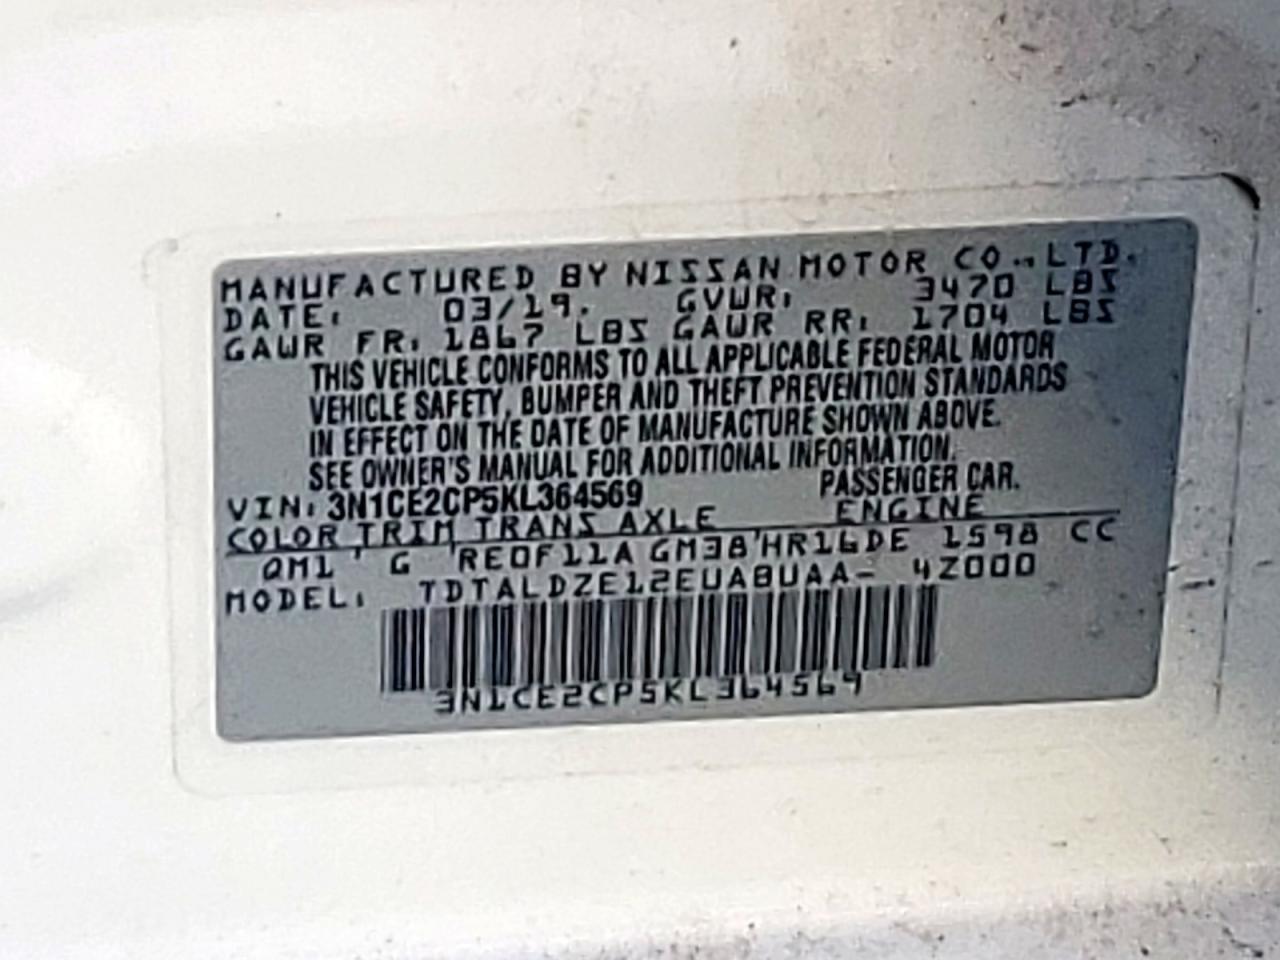 MANUFACTURED BY NISSAN MOTOR CO., LTD.
DATE: 03/19. GVWR: 3470 LBS
GAWR FR: 1867 LBS GAWR RR: 1704 LBS
THIS VEHICLE CONFORMS TO ALL APPLICABLE FEDERAL MOTOR
VEHICLE SAFETY, BUMPER AND THEFT PREVENTION STANDARDS
IN EFFECT ON THE DATE OF MANUFACTURE SHOWN ABOVE.
SEE OWNER'S MANUAL FOR ADDITIONAL INFORMATION.
VIN: 3N1CE2CP5KL364569 PASSENGER CAR.
COLOR TRIM TRANS AXLE ENGINE
QM1 G RE0F11A GM38 HR16DE 1598 CC
MODEL: TDTALDZE12EUA8UAA- 4Z000
3N1CE2CP5KL364569